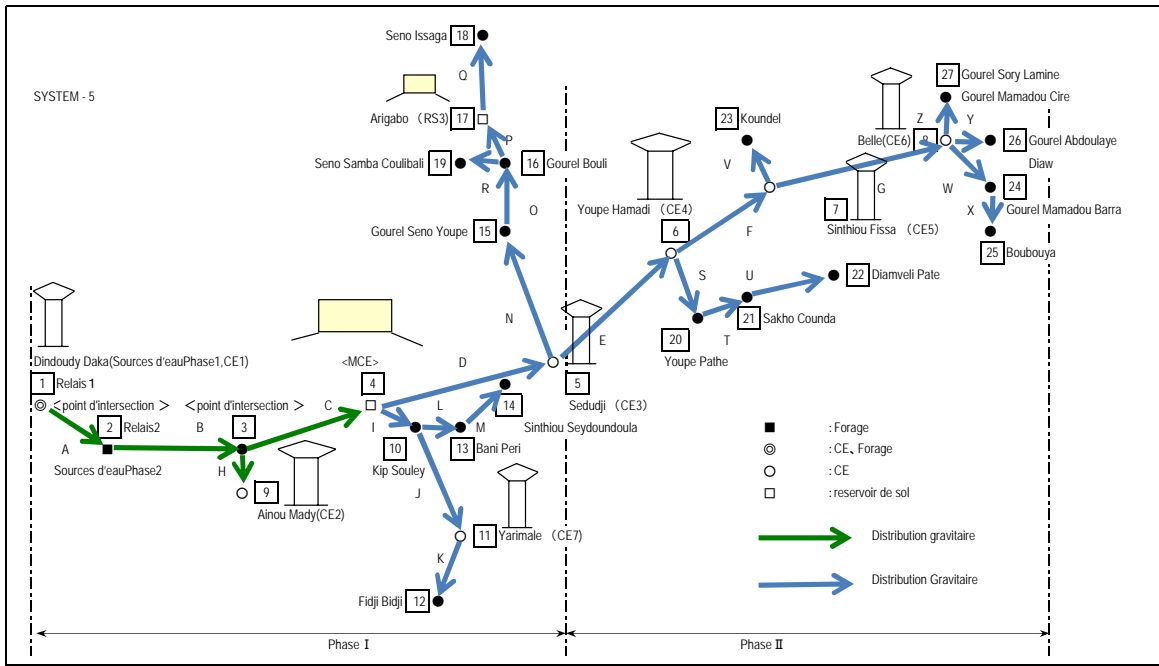 Seno Issaga 18
27 Gourel Sory Lamine
Q
SYSTEM - 5
Gourel Mamadou Cire
Z Y
Arigabo （RS3） 17
23 Koundel
Belle(CE6) 8
26 Gourel Abdoulaye
P
Diaw
Seno Samba Coulibali 19
16 Gourel Bouli
V
R
O
G
W
24
Youpe Hamadi （CE4）
7
Gourel Mamadou Barra
X
Gourel Seno Youpe 15
6
F
Sinthiou Fissa （CE5）
25 Boubouya
S U
22 Diamveli Pate
N
21 Sakho Counda
E
20
T
Youpe Pathe
Dindoudy Daka(Sources d'eauPhase1,CE1)
<MCE>
D
1 Relais 1
4
5
＜point d'intersection ＞ ＜point d'intersection＞
C
L
14
Sedudji (CE3)
2 Relais2
B
3
I
M
Sinthiou Seydoundoula
A
10
13 Bani Peri
Sources d'eauPhase2
H
Kip Souley
9
J
Ainou Mady(CE2)
11 Yarimale （CE7）
K
Fidji Bidji 12
: Forage
: CE、Forage
: CE
: reservoir de sol
Distribution gravitaire
Distribution Gravitaire
Phase Ⅰ
Phase Ⅱ